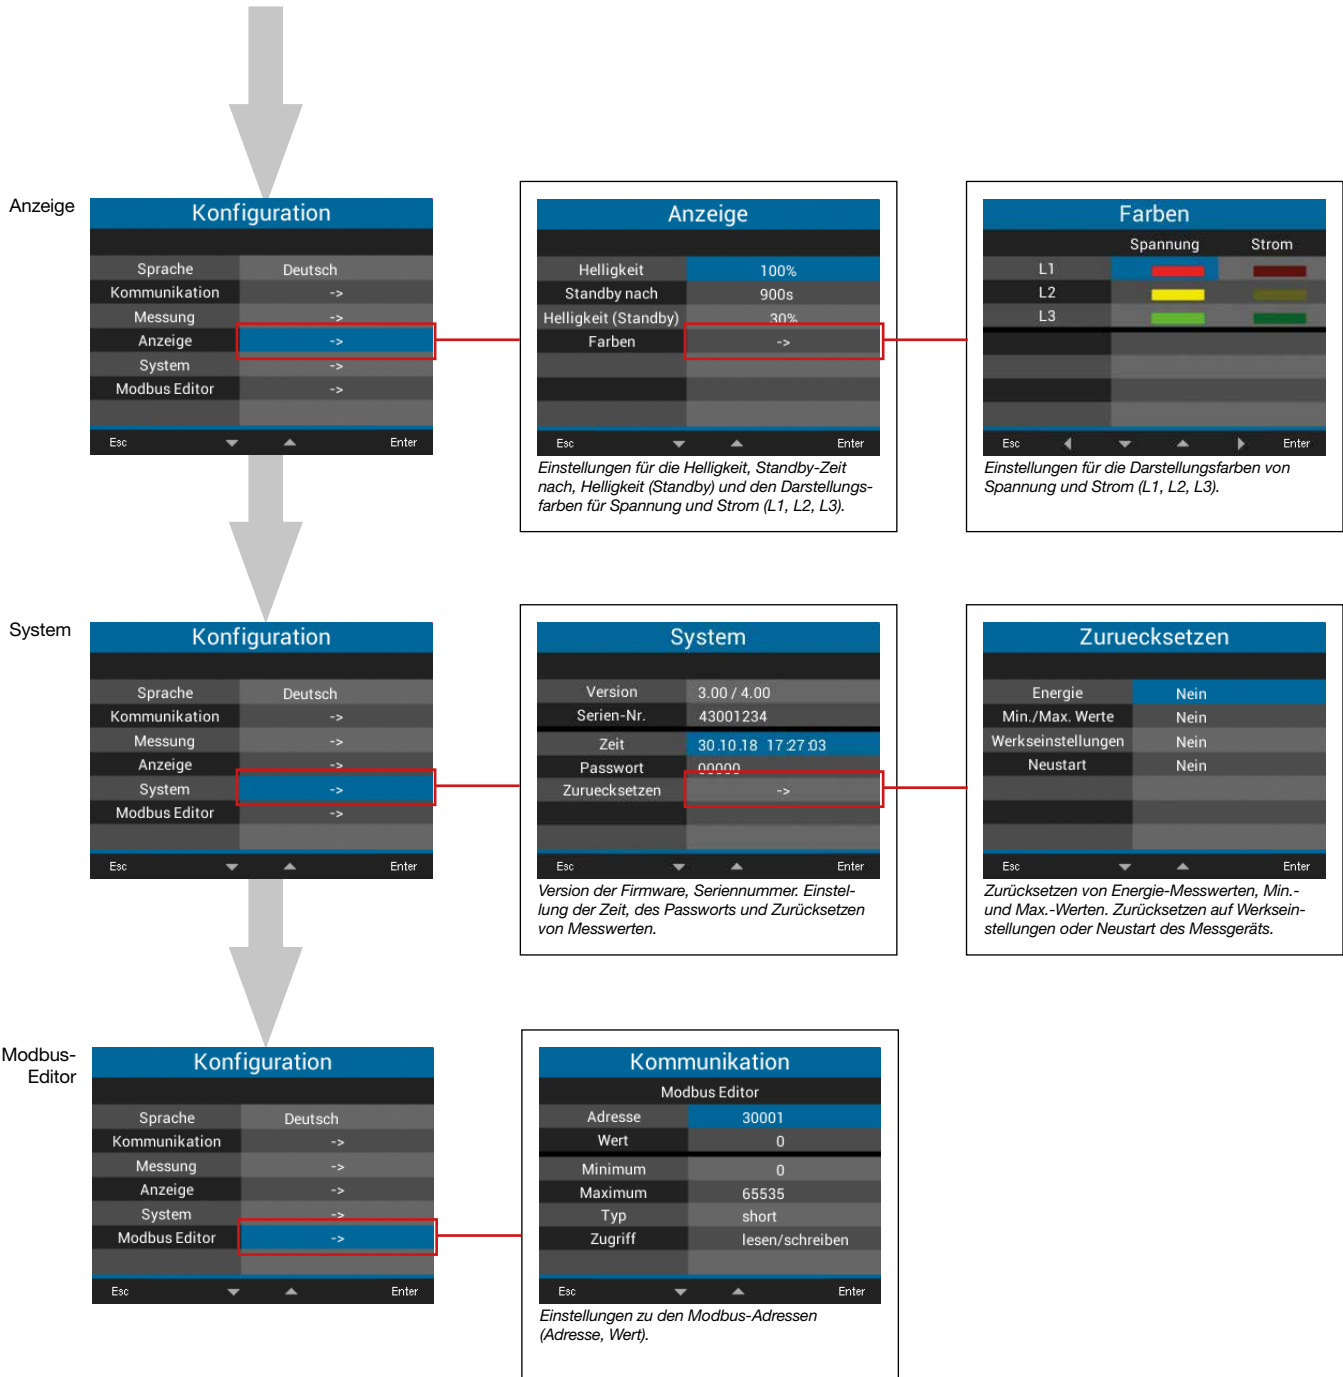 Anzeige
Konfiguration
Sprache Deutsch
Kommunikation ->
Messung ->
Anzeige ->
System ->
Modbus Editor ->
Esc Enter
Anzeige
Helligkeit 100%
Standby nach 900s
Helligkeit (Standby) 30%
Farben ->
Esc Enter
Einstellungen für die Helligkeit, Standby-Zeit
nach, Helligkeit (Standby) und den Darstellungs-
farben für Spannung und Strom (L1, L2, L3).
Farben
Spannung Strom
L1
L2
L3
Esc Enter
Einstellungen für die Darstellungsfarben von
Spannung und Strom (L1, L2, L3).
System
Konfiguration
Sprache Deutsch
Kommunikation ->
Messung ->
Anzeige ->
System ->
Modbus Editor ->
Esc Enter
System
Version 3.00 / 4.00
Serien-Nr. 43001234
Zeit 30.10.18 17:27:03
Passwort 00000
Zuruecksetzen ->
Esc Enter
Version der Firmware, Seriennummer. Einstel-
lung der Zeit, des Passworts und Zurücksetzen
von Messwerten.
Zuruecksetzen
Energie Nein
Min./Max. Werte Nein
Werkseinstellungen Nein
Neustart Nein
Esc Enter
Zurücksetzen von Energie-Messwerten, Min.-
und Max.-Werten. Zurücksetzen auf Werksein-
stellungen oder Neustart des Messgeräts.
Modbus-
Editor
Konfiguration
Sprache Deutsch
Kommunikation ->
Messung ->
Anzeige ->
System ->
Modbus Editor ->
Esc Enter
Kommunikation
Modbus Editor
Adresse 30001
Wert 0
Minimum 0
Maximum 65535
Typ short
Zugriff lesen/schreiben
Esc Enter
Einstellungen zu den Modbus-Adressen
(Adresse, Wert).